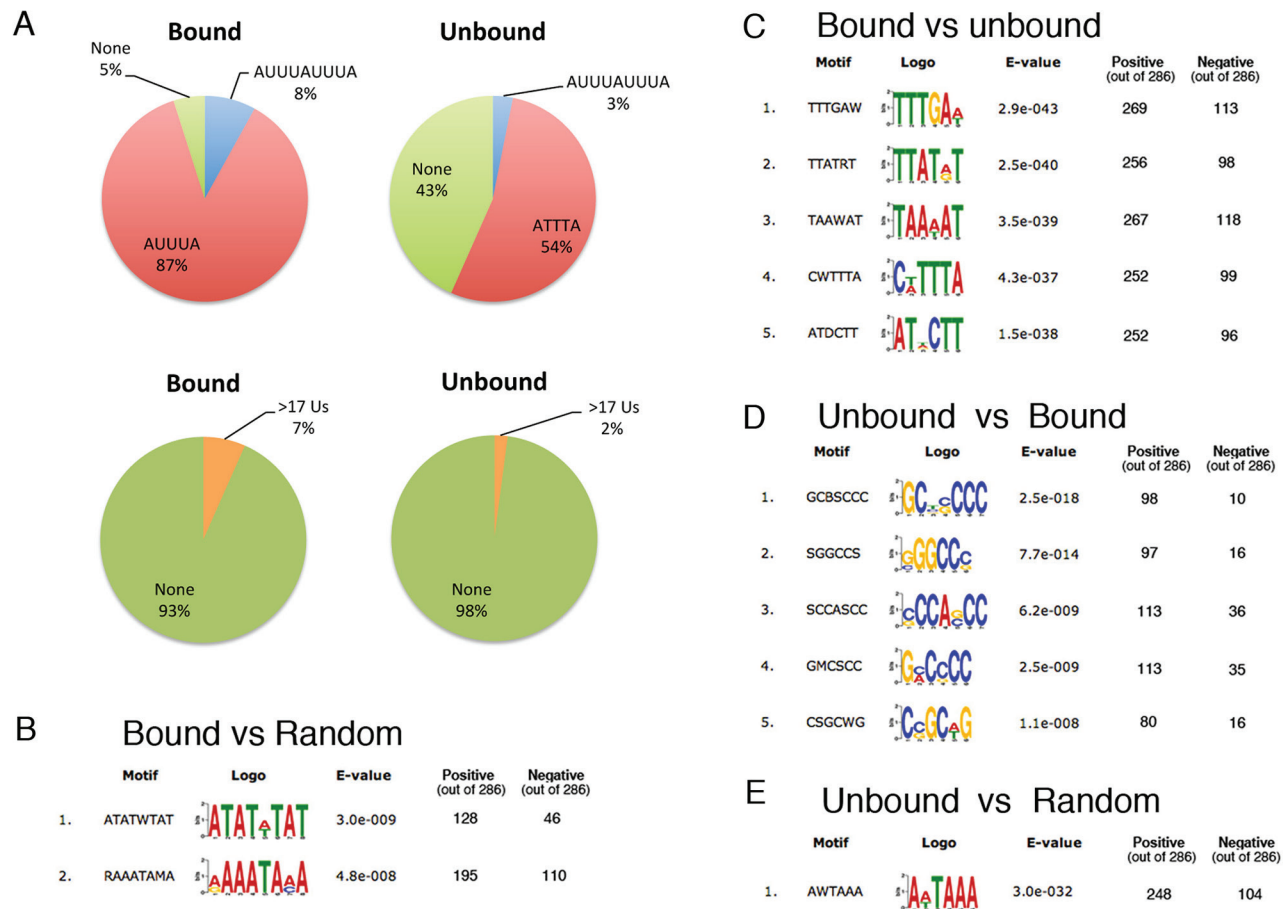 A
Bound
None
5%
AUUUAUUUA
8%
AUUUA
87%
Unbound
AUUUAUUUA
3%
None
43%
ATTTA
54%
Bound
>17 Us
7%
None
93%
Unbound
>17 Us
2%
None
98%
B Bound vs Random
Motif Logo E-value Positive (out of 286) Negative (out of 286)
1. ATATWTAT 3.0e-009 128 46
2. RAAATAMA 4.8e-008 195 110
C Bound vs unbound
Motif Logo E-value Positive (out of 286) Negative (out of 286)
1. TTTGAW 2.9e-043 269 113
2. TTATRT 2.5e-040 256 98
3. TAAWAT 3.5e-039 267 118
4. CWTTTA 4.3e-037 252 99
5. ATDCTT 1.5e-038 252 96
D Unbound vs Bound
Motif Logo E-value Positive (out of 286) Negative (out of 286)
1. GCBSCCC 2.5e-018 98 10
2. SGGCCS 7.7e-014 97 16
3. SCCASCC 6.2e-009 113 36
4. GMCSCC 2.5e-009 113 35
5. CSGCWG 1.1e-008 80 16
E Unbound vs Random
Motif Logo E-value Positive (out of 286) Negative (out of 286)
1. AWTAAA 3.0e-032 248 104